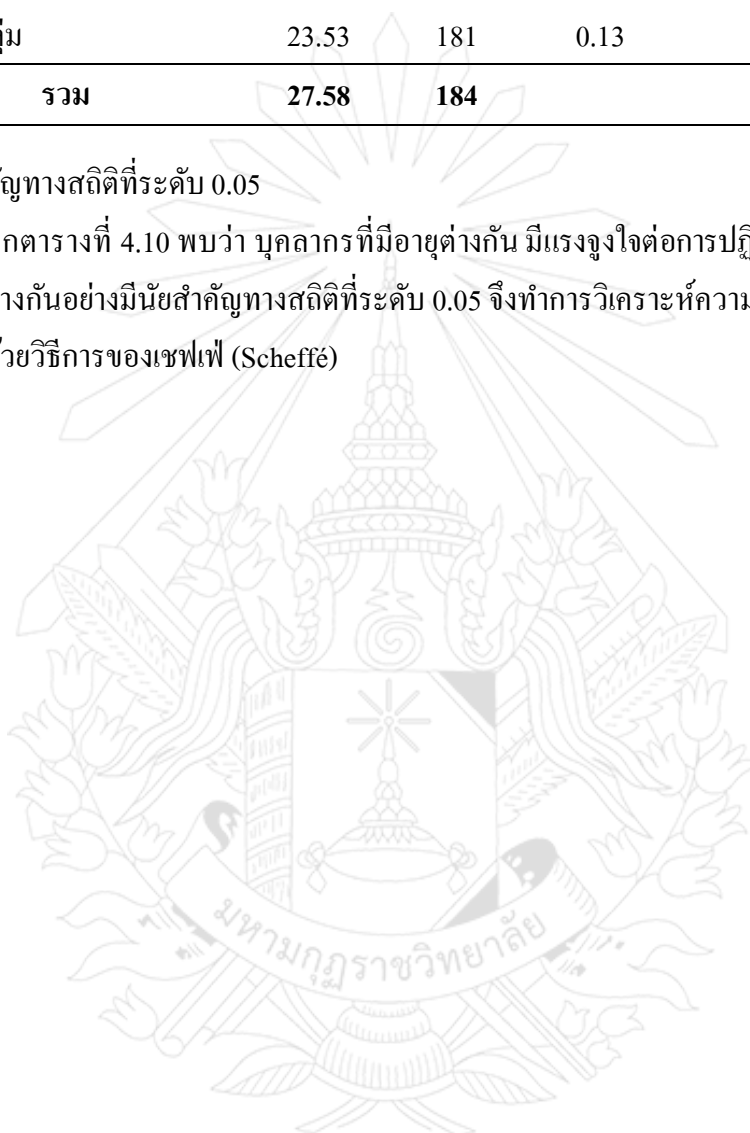 ุ่ม 23.53 181 0.13
รวม 27.58 184
ัญทางสถิติที่ระดับ 0.05
กตารางที่ 4.10 พบว่า บุคลากรที่มีอายุต่างกัน มีแรงจูงใจต่อการปฏิ
างกันอย่างมีนัยสำคัญทางสถิติที่ระดับ 0.05 จึงทำการวิเคราะห์ความ
้วยวิธีการของเชฟเฟ่ (Scheffé)
มหามกุฏราชวิทยาลัย